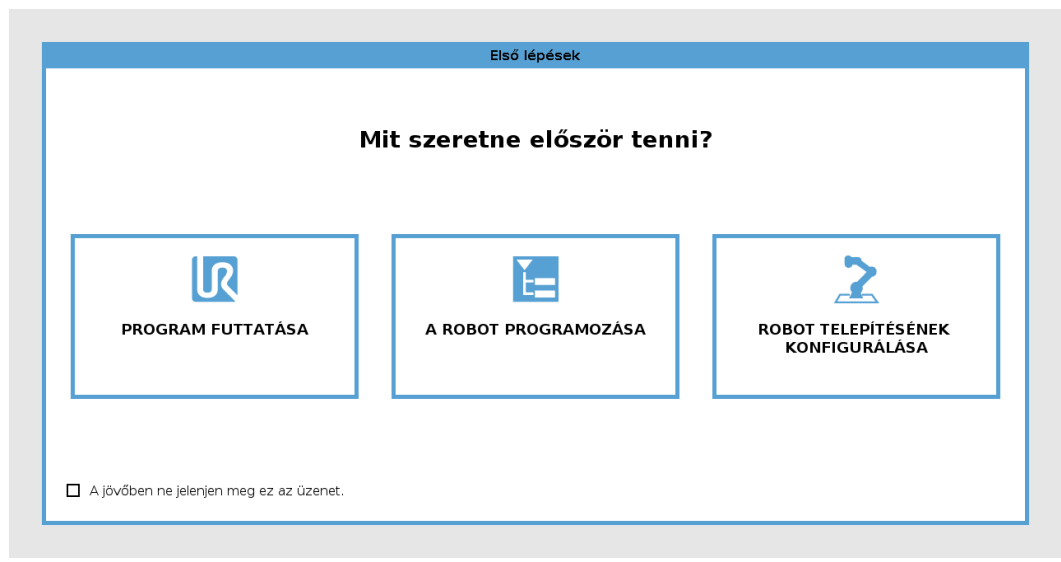 Első lépések
Mit szeretne először tenni?
PROGRAM FUTTATÁSA
A ROBOT PROGRAMOZÁSA
ROBOT TELEPÍTÉSÉNEK
KONFIGURÁLÁSA
A jövőben ne jelenjen meg ez az üzenet.